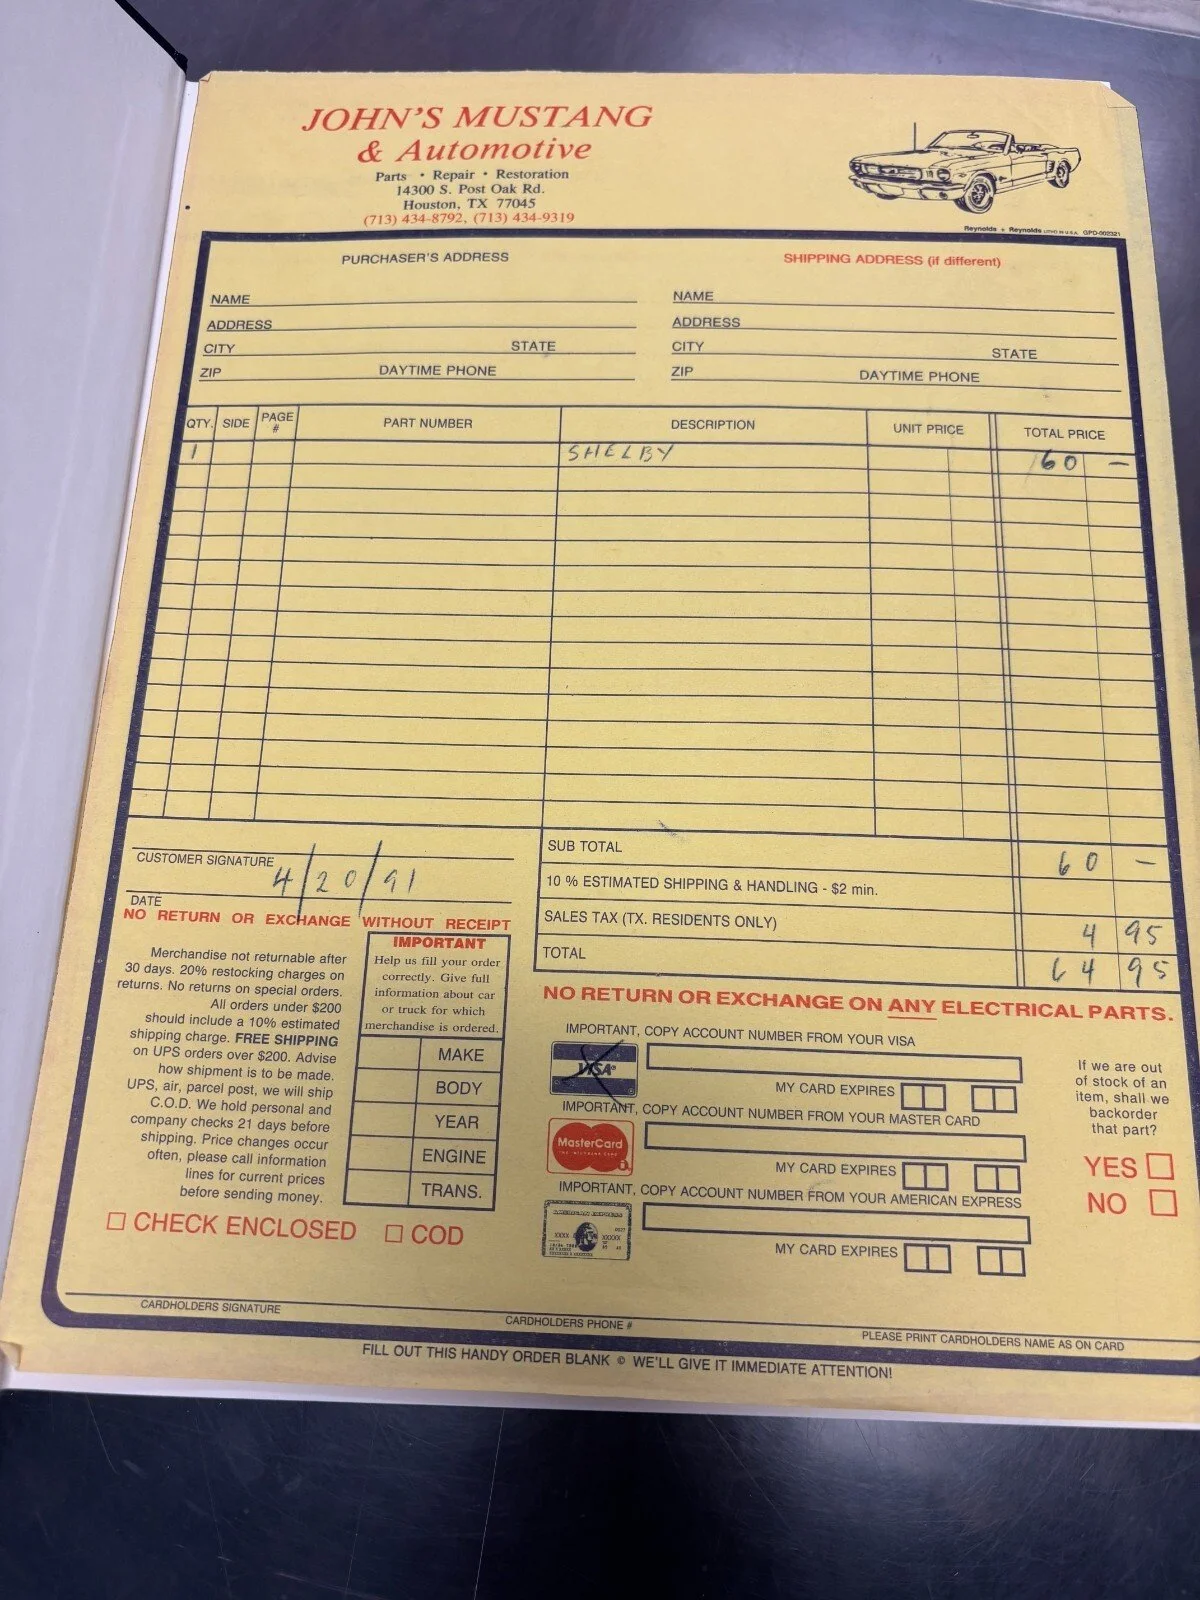 JOHN'S MUSTANG
& Automotive
Parts • Repair • Restoration
14300 S. Post Oak Rd.
Houston, TX 77045
(713) 434-8792, (713) 434-9319
Reynolds + Reynolds LITHO IN U.S.A. GPD-002321
PURCHASER'S ADDRESS
NAME
ADDRESS
CITY STATE
ZIP DAYTIME PHONE
SHIPPING ADDRESS (if different)
NAME
ADDRESS
CITY STATE
ZIP DAYTIME PHONE
QTY. SIDE PAGE # PART NUMBER DESCRIPTION UNIT PRICE TOTAL PRICE
1 SHELBY 60 —
CUSTOMER SIGNATURE
4/20/91
DATE
NO RETURN OR EXCHANGE WITHOUT RECEIPT
SUB TOTAL 60 —
10 % ESTIMATED SHIPPING & HANDLING - $2 min.
SALES TAX (TX. RESIDENTS ONLY) 4 95
TOTAL 64 95
Merchandise not returnable after
30 days. 20% restocking charges on
returns. No returns on special orders.
All orders under $200
should include a 10% estimated
shipping charge. FREE SHIPPING
on UPS orders over $200. Advise
how shipment is to be made.
UPS, air, parcel post, we will ship
C.O.D. We hold personal and
company checks 21 days before
shipping. Price changes occur
often, please call information
lines for current prices
before sending money.
IMPORTANT
Help us fill your order
correctly. Give full
information about car
or truck for which
merchandise is ordered.
MAKE
BODY
YEAR
ENGINE
TRANS.
CHECK ENCLOSED COD
NO RETURN OR EXCHANGE ON ANY ELECTRICAL PARTS.
IMPORTANT, COPY ACCOUNT NUMBER FROM YOUR VISA
VISA
MY CARD EXPIRES
IMPORTANT, COPY ACCOUNT NUMBER FROM YOUR MASTER CARD
MasterCard
MY CARD EXPIRES
IMPORTANT, COPY ACCOUNT NUMBER FROM YOUR AMERICAN EXPRESS
AMERICAN EXPRESS
MY CARD EXPIRES
If we are out
of stock of an
item, shall we
backorder
that part?
YES
NO
CARDHOLDERS SIGNATURE
CARDHOLDERS PHONE #
PLEASE PRINT CARDHOLDERS NAME AS ON CARD
FILL OUT THIS HANDY ORDER BLANK © WE'LL GIVE IT IMMEDIATE ATTENTION!